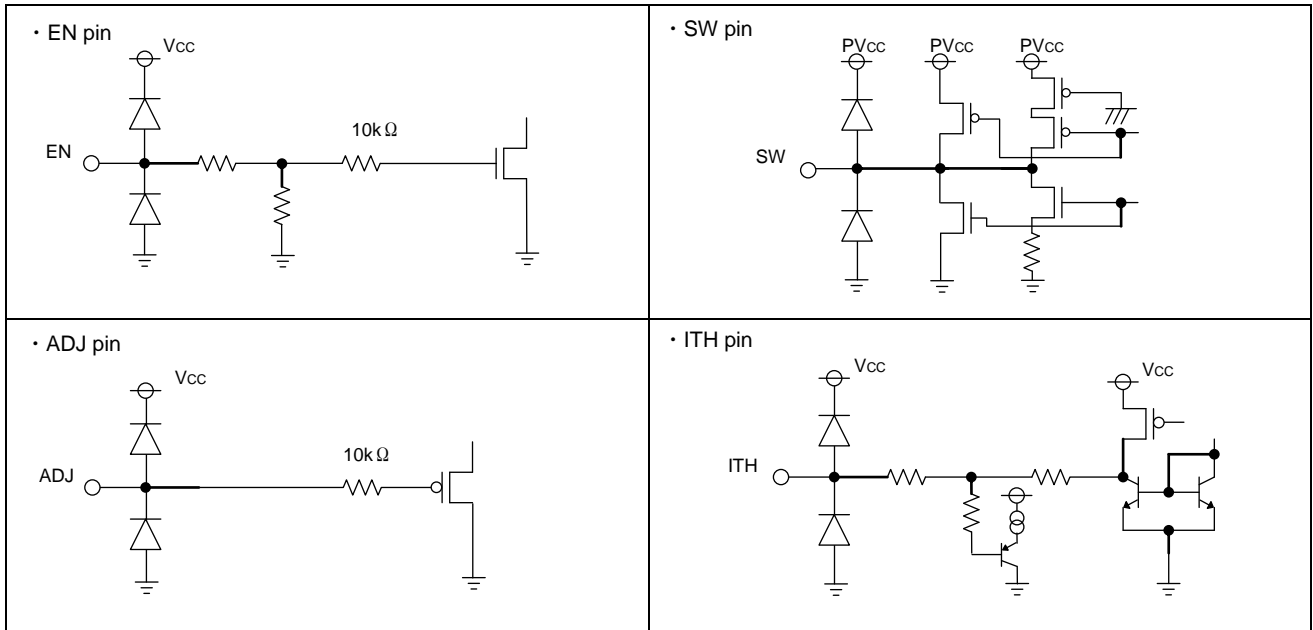 ・EN pin
VCC
EN
10kΩ
・SW pin
PVCC PVCC PVCC
SW
・ADJ pin
VCC
ADJ
10kΩ
・ITH pin
VCC
VCC
ITH